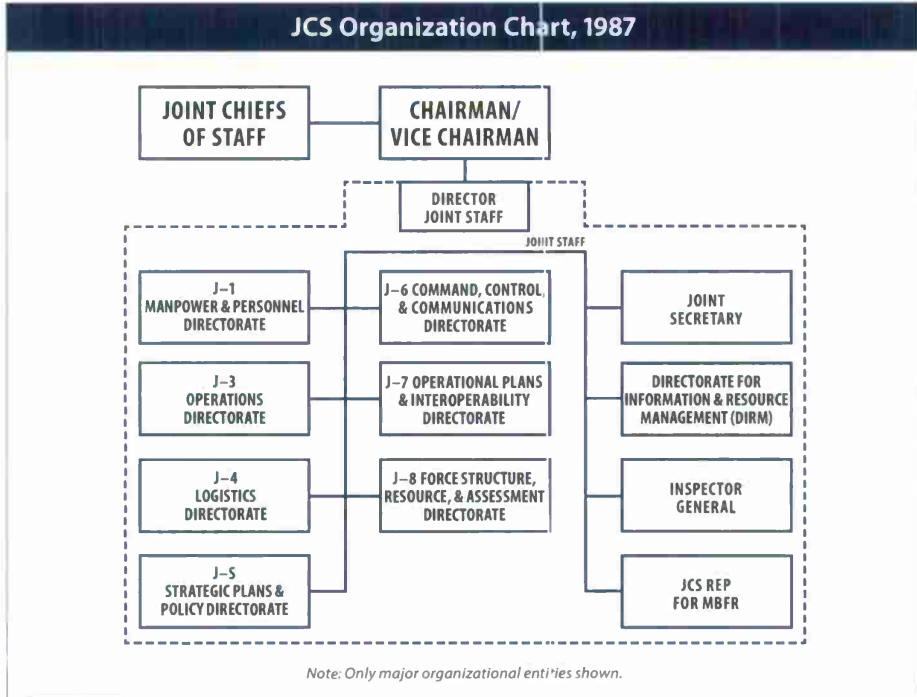 JCS Organization Chart, 1987
JOINT CHIEFS
OF STAFF
CHAIRMAN/
VICE CHAIRMAN
DIRECTOR
JOINT STAFF
JOINT STAFF
J–1
MANPOWER & PERSONNEL
DIRECTORATE
J–6 COMMAND, CONTROL,
& COMMUNICATIONS
DIRECTORATE
JOINT
SECRETARY
J–3
OPERATIONS
DIRECTORATE
J–7 OPERATIONAL PLANS
& INTEROPERABILITY
DIRECTORATE
DIRECTORATE FOR
INFORMATION & RESOURCE
MANAGEMENT (DIRM)
J–4
LOGISTICS
DIRECTORATE
J–8 FORCE STRUCTURE,
RESOURCE, & ASSESSMENT
DIRECTORATE
INSPECTOR
GENERAL
J–5
STRATEGIC PLANS &
POLICY DIRECTORATE
JCS REP
FOR MBFR
Note: Only major organizational entities shown.